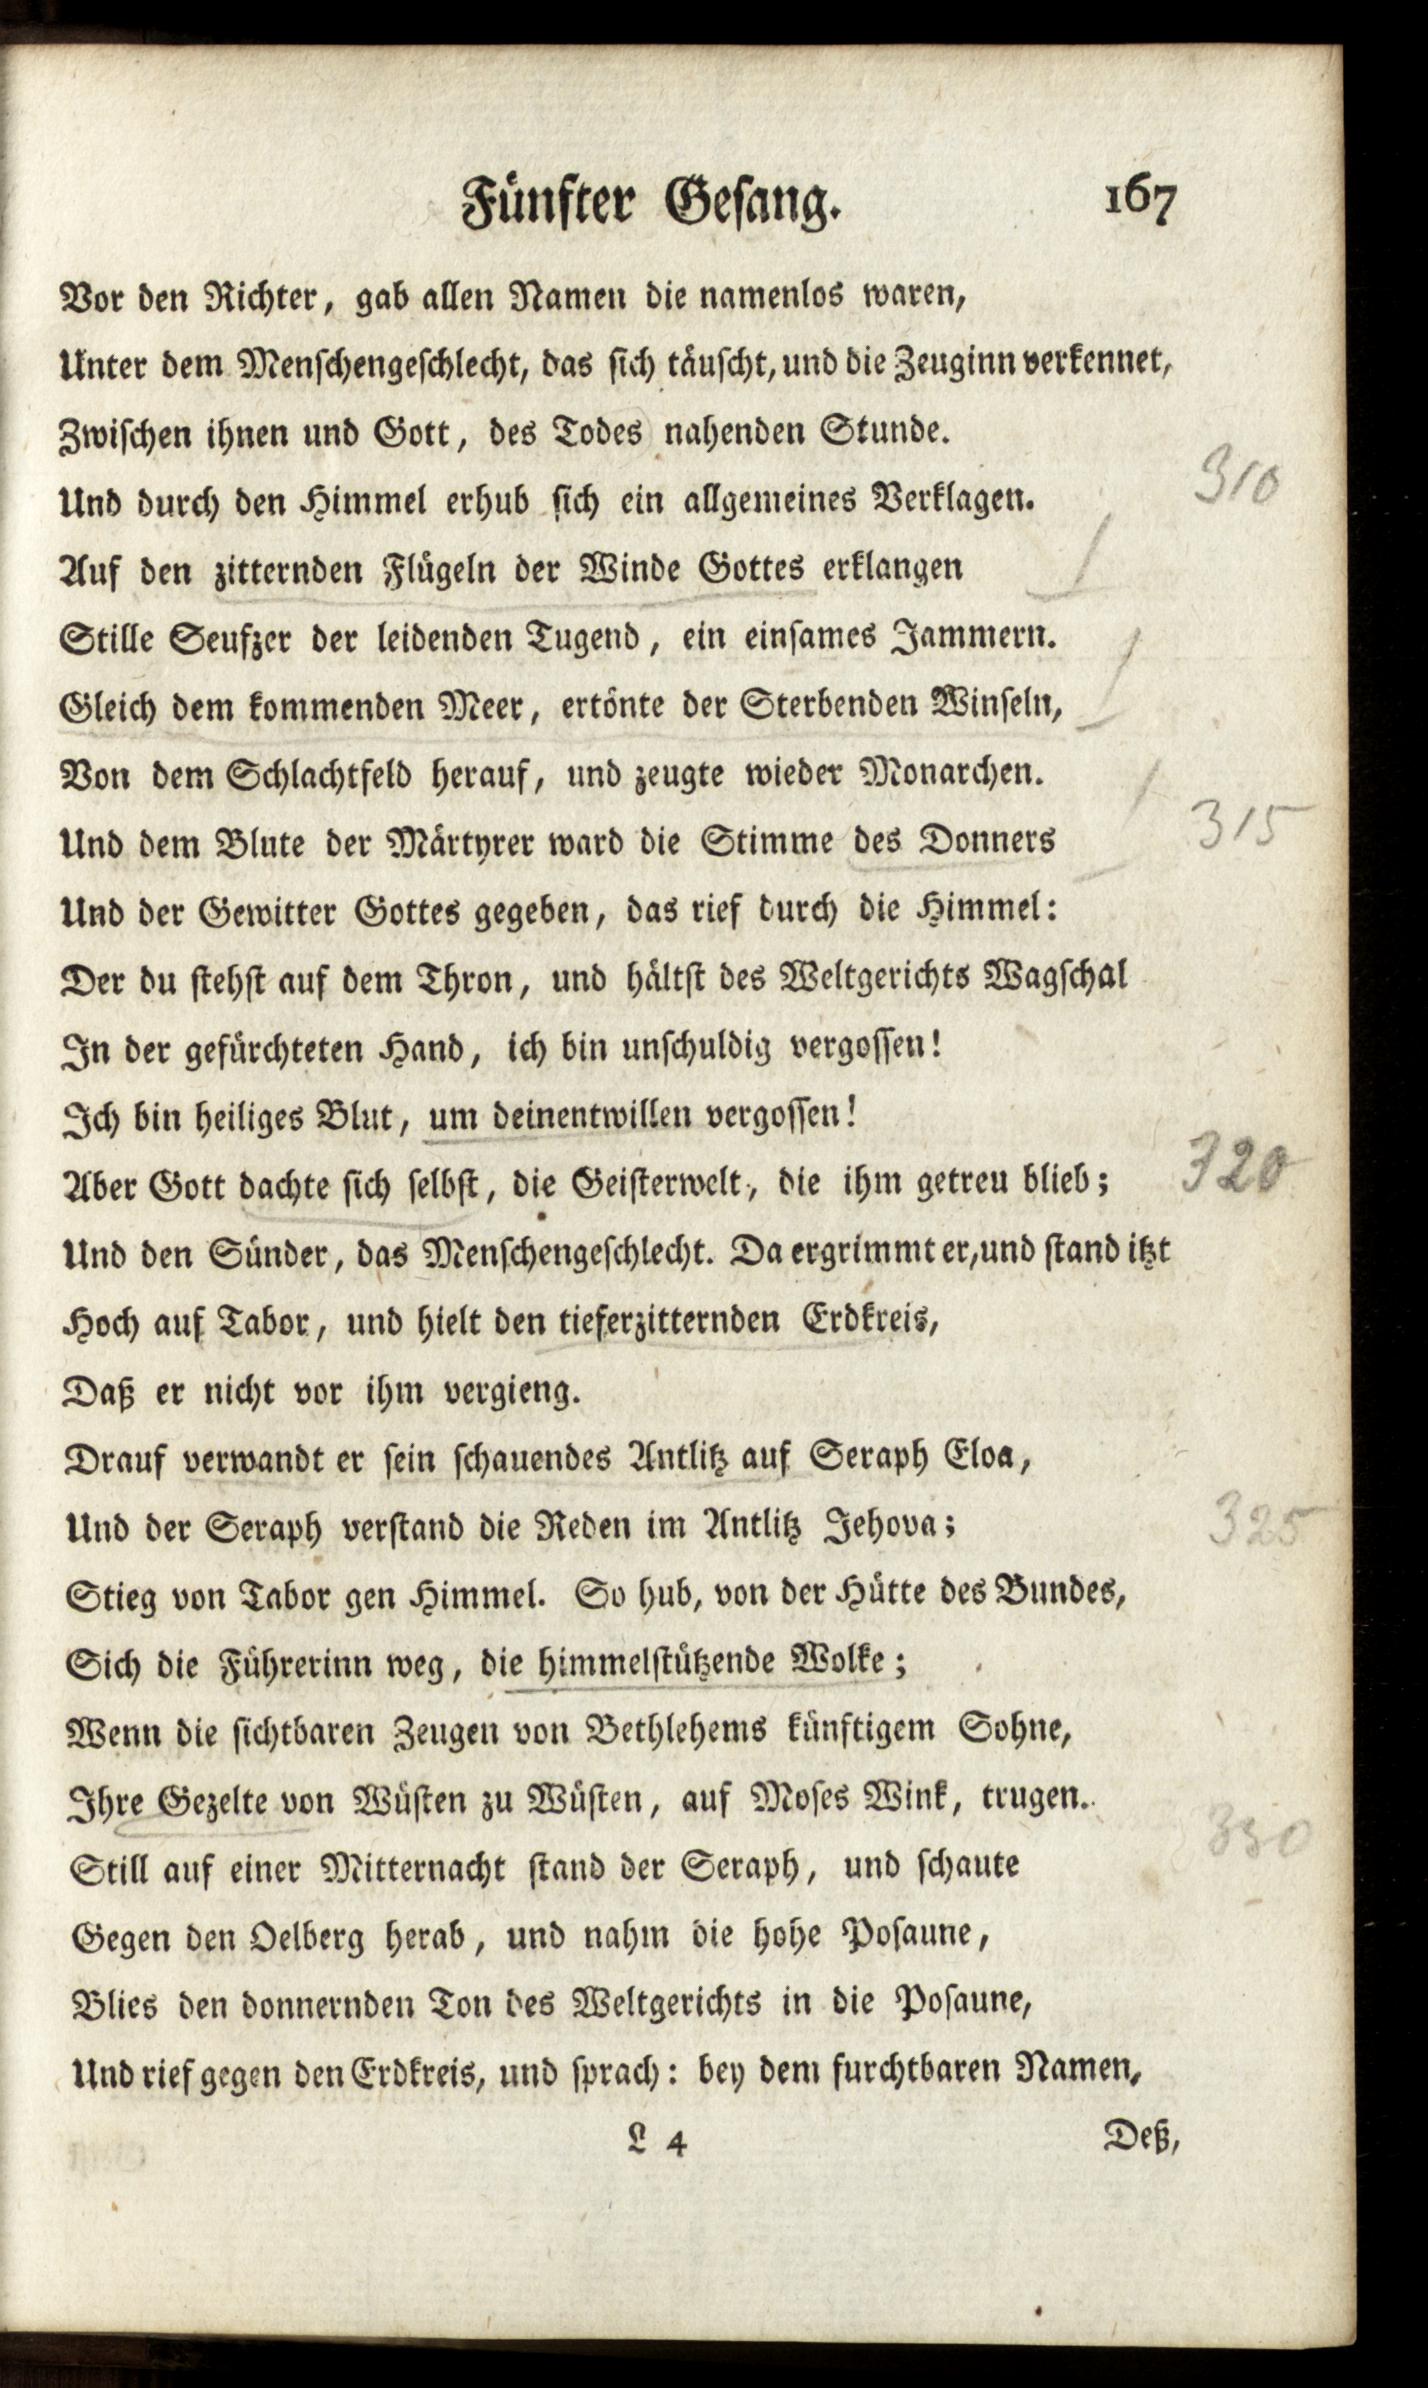 Fünfter Gesang. 167
Vor den Richter, gab allen Namen die namenlos waren,
Unter dem Menschengeschlecht, das sich täuscht, und die Zeuginn verkennet,
Zwischen ihnen und Gott, des Todes nahenden Stunde.
310
Und durch den Himmel erhub sich ein allgemeines Verklagen.
Auf den zitternden Flügeln der Winde Gottes erklangen
Stille Seufzer der leidenden Tugend, ein einsames Jammern.
Gleich dem kommenden Meer, ertönte der Sterbenden Winseln,
Von dem Schlachtfeld herauf, und zeugte wieder Monarchen.
Und dem Blute der Märtyrer ward die Stimme des Donners 315
Und der Gewitter Gottes gegeben, das rief durch die Himmel:
Der du stehst auf dem Thron, und hältst des Weltgerichts Wagschal
In der gefürchteten Hand, ich bin unschuldig vergossen!
Ich bin heiliges Blut, um deinentwillen vergossen!
Aber Gott dachte sich selbst, die Geisterwelt, die ihm getreu blieb; 320
Und den Sünder, das Menschengeschlecht. Da ergrimmt er, und stand itzt
Hoch auf Tabor, und hielt den tieferzitternden Erdkreis,
Daß er nicht vor ihm vergieng.
Drauf verwandt er sein schauendes Antlitz auf Seraph Eloa,
Und der Seraph verstand die Reden im Antlitz Jehova; 325
Stieg von Tabor gen Himmel. So hub, von der Hütte des Bundes,
Sich die Führerinn weg, die himmelstützende Wolke;
Wenn die sichtbaren Zeugen von Bethlehems künftigem Sohne,
Ihre Gezelte von Wüsten zu Wüsten, auf Moses Wink, trugen.
330
Still auf einer Mitternacht stand der Seraph, und schaute
Gegen den Oelberg herab, und nahm die hohe Posaune,
Blies den donnernden Ton des Weltgerichts in die Posaune,
Und rief gegen den Erdkreis, und sprach: bey dem furchtbaren Namen,
L 4 Deß,